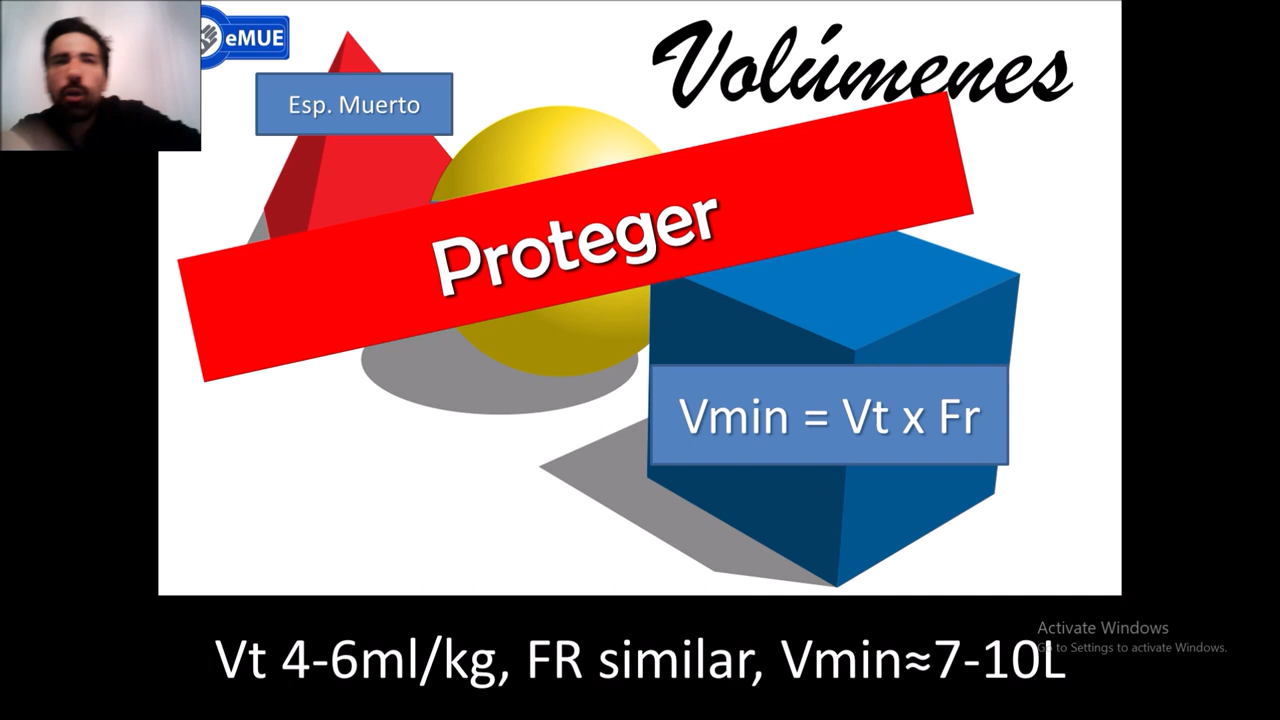 eMUE
Volúmenes
Esp. Muerto
Proteger
Vmin = Vt x Fr
Activate Windows
Go to Settings to activate Windows.
Vt 4-6ml/kg, FR similar, Vmin≈7-10L